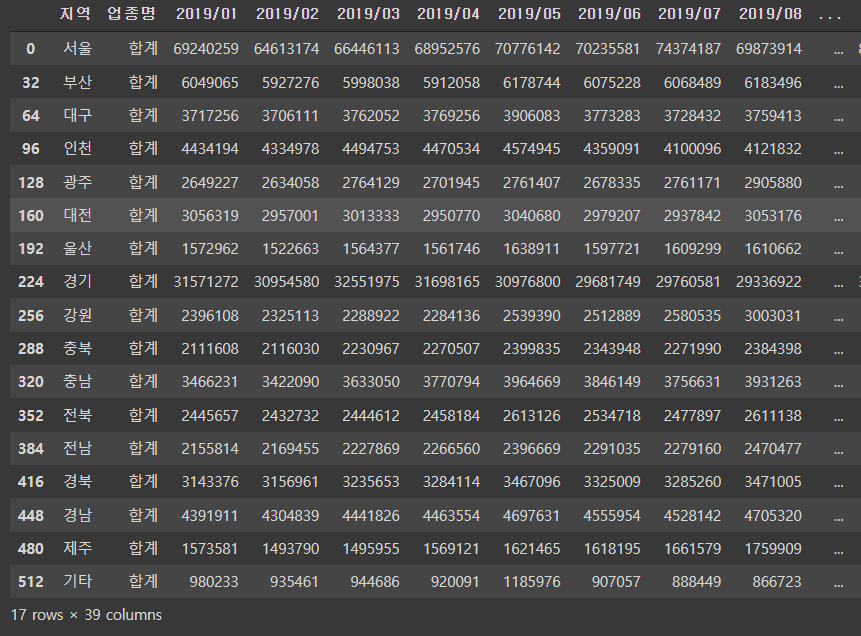 지역 업종명 2019/01 2019/02 2019/03 2019/04 2019/05 2019/06 2019/07 2019/08 ...
0 서울 합계 69240259 64613174 66446113 68952576 70776142 70235581 74374187 69873914 ...
32 부산 합계 6049065 5927276 5998038 5912058 6178744 6075228 6068489 6183496 ...
64 대구 합계 3717256 3706111 3762052 3769256 3906083 3773283 3728432 3759413 ...
96 인천 합계 4434194 4334978 4494753 4470534 4574945 4359091 4100096 4121832 ...
128 광주 합계 2649227 2634058 2764129 2701945 2761407 2678335 2761171 2905880 ...
160 대전 합계 3056319 2957001 3013333 2950770 3040680 2979207 2937842 3053176 ...
192 울산 합계 1572962 1522663 1564377 1561746 1638911 1597721 1609299 1610662 ...
224 경기 합계 31571272 30954580 32551975 31698165 30976800 29681749 29760581 29336922 ...
256 강원 합계 2396108 2325113 2288922 2284136 2539390 2512889 2580535 3003031 ...
288 충북 합계 2111608 2116030 2230967 2270507 2399835 2343948 2271990 2384398 ...
320 충남 합계 3466231 3422090 3633050 3770794 3964669 3846149 3756631 3931263 ...
352 전북 합계 2445657 2432732 2444612 2458184 2613126 2534718 2477897 2611138 ...
384 전남 합계 2155814 2169455 2227869 2266560 2396669 2291035 2279160 2470477 ...
416 경북 합계 3143376 3156961 3235653 3284114 3467096 3325009 3285260 3471005 ...
448 경남 합계 4391911 4304839 4441826 4463554 4697631 4555954 4528142 4705320 ...
480 제주 합계 1573581 1493790 1495955 1569121 1621465 1618195 1661579 1759909 ...
512 기타 합계 980233 935461 944686 920091 1185976 907057 888449 866723 ...
17 rows × 39 columns